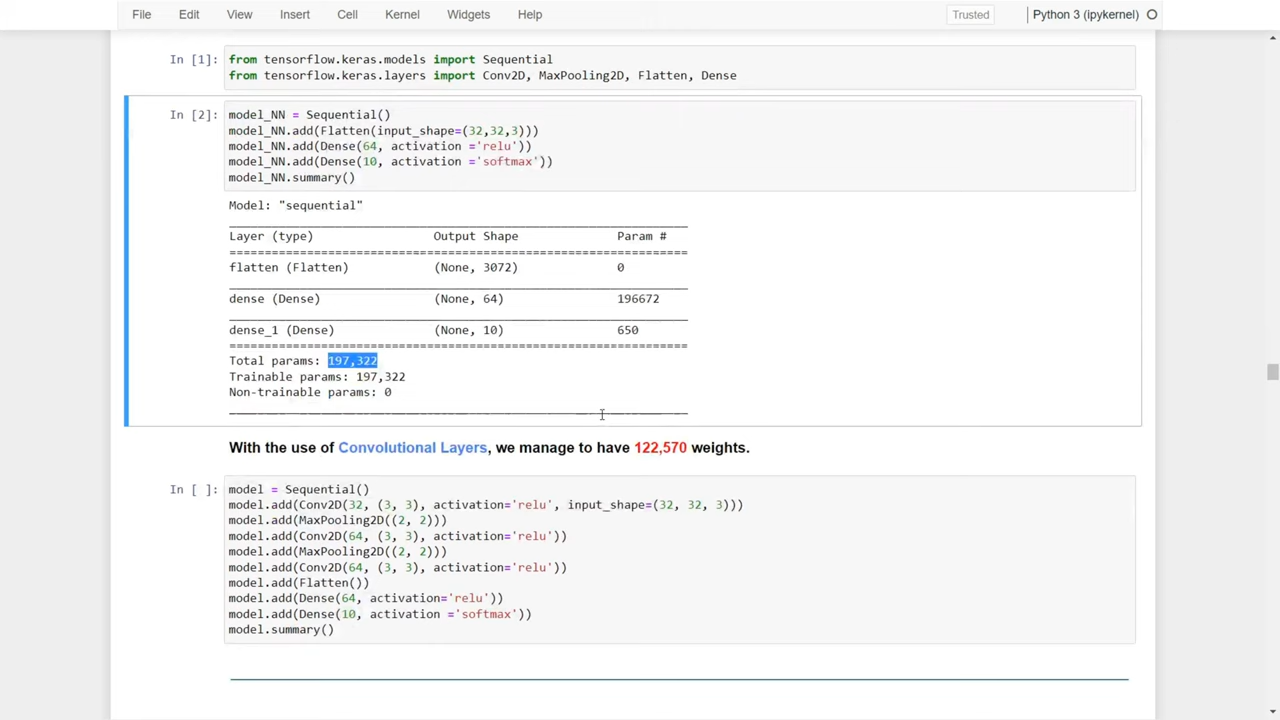 File Edit View Insert Cell Kernel Widgets Help Trusted Python 3 (ipykernel)
In [1]: from tensorflow.keras.models import Sequential
from tensorflow.keras.layers import Conv2D, MaxPooling2D, Flatten, Dense
In [2]: model_NN = Sequential()
model_NN.add(Flatten(input_shape=(32,32,3)))
model_NN.add(Dense(64, activation ='relu'))
model_NN.add(Dense(10, activation ='softmax'))
model_NN.summary()
Model: "sequential"
Layer (type) Output Shape Param #
=================================================================
flatten (Flatten) (None, 3072) 0
dense (Dense) (None, 64) 196672
dense_1 (Dense) (None, 10) 650
=================================================================
Total params: 197,322
Trainable params: 197,322
Non-trainable params: 0
With the use of Convolutional Layers, we manage to have 122,570 weights.
In [ ]: model = Sequential()
model.add(Conv2D(32, (3, 3), activation='relu', input_shape=(32, 32, 3)))
model.add(MaxPooling2D((2, 2)))
model.add(Conv2D(64, (3, 3), activation='relu'))
model.add(MaxPooling2D((2, 2)))
model.add(Conv2D(64, (3, 3), activation='relu'))
model.add(Flatten())
model.add(Dense(64, activation='relu'))
model.add(Dense(10, activation ='softmax'))
model.summary()